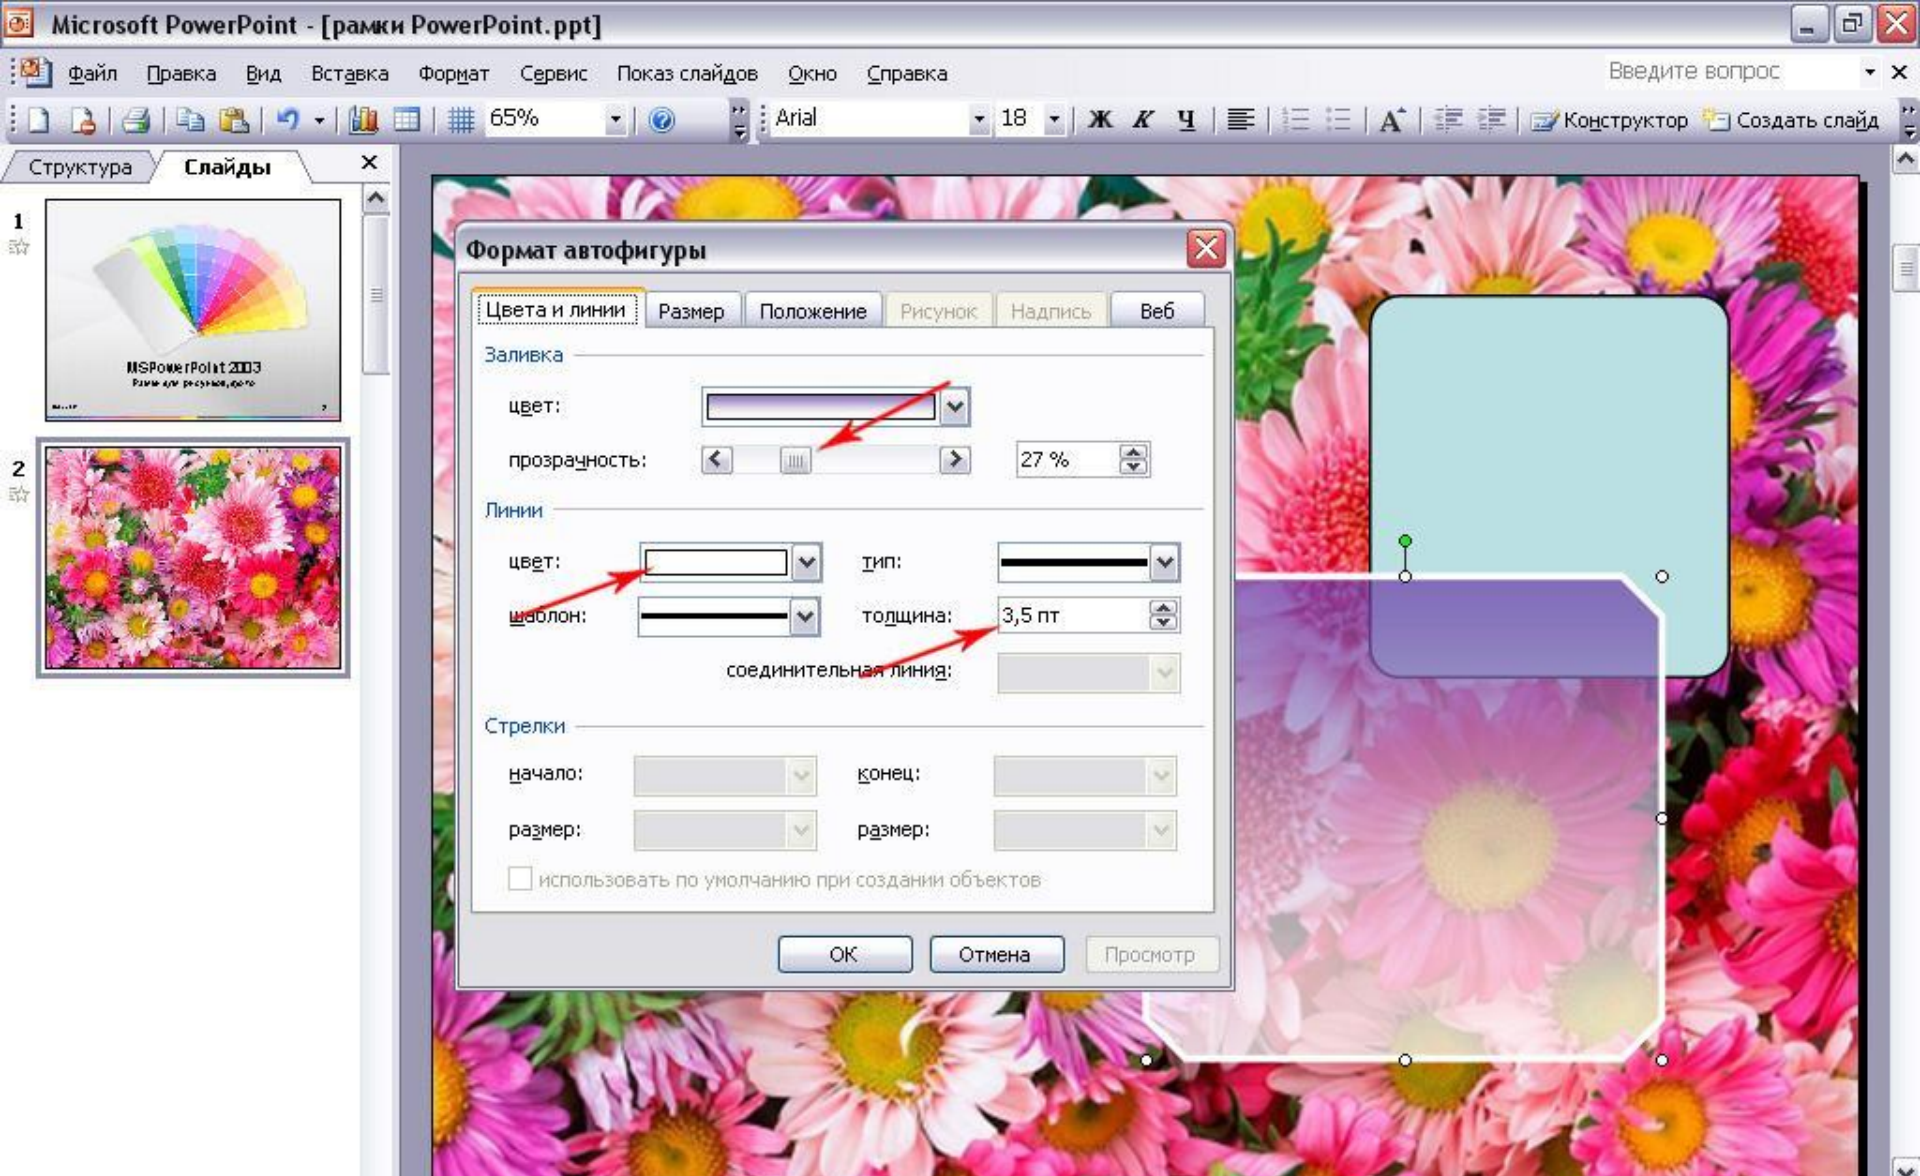 Microsoft PowerPoint - [рамки PowerPoint.ppt]
Файл Правка Вид Вставка Формат Сервис Показ слайдов Окно Справка Введите вопрос
65% Arial 18 Ж К Ч A Конструктор Создать слайд
Структура Слайды
1
MSPowerPoint 2003
2
Формат автофигуры
Цвета и линии Размер Положение Рисунок Надпись Веб
Заливка
цвет:
прозрачность: 27 %
Линии
цвет: тип:
шаблон: толщина: 3,5 пт
соединительная линия:
Стрелки
начало: конец:
размер: размер:
использовать по умолчанию при создании объектов
ОК Отмена Просмотр